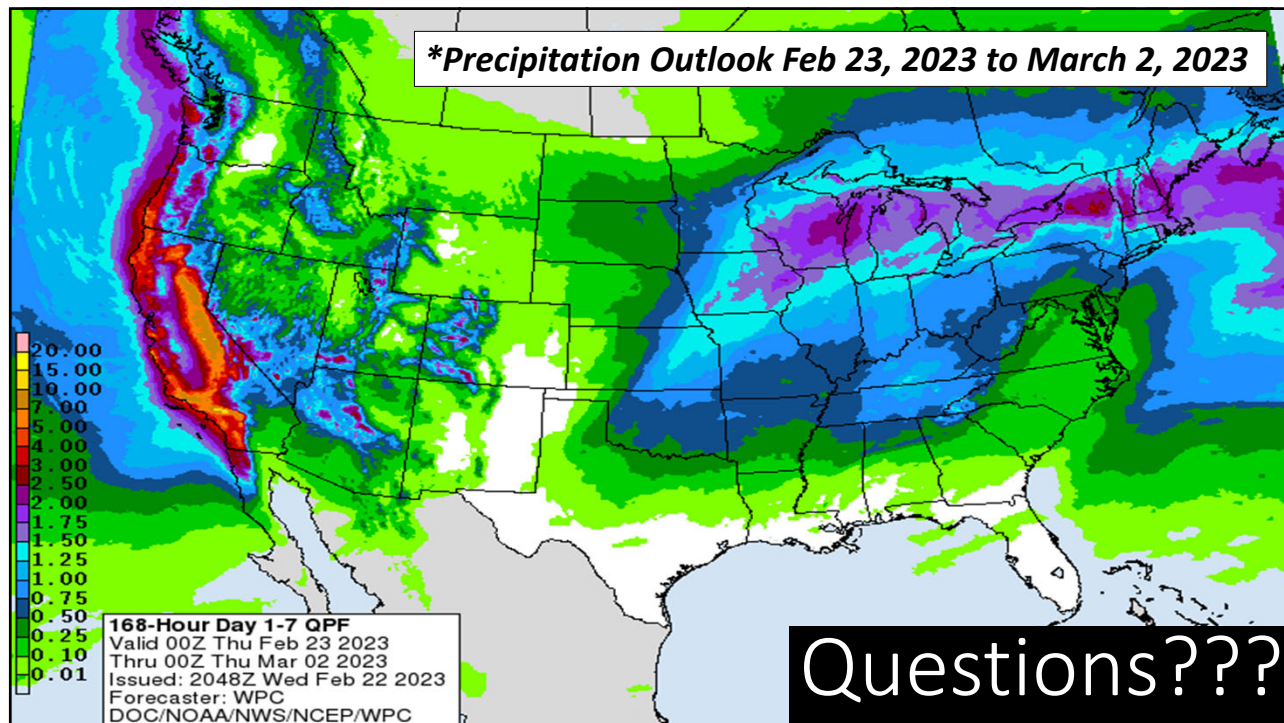 *Precipitation Outlook Feb 23, 2023 to March 2, 2023
20.00
15.00
10.00
7.00
5.00
4.00
3.00
2.50
2.00
1.75
1.50
1.25
1.00
0.75
0.50
0.25
0.10
0.01
168-Hour Day 1-7 QPF
Valid 00Z Thu Feb 23 2023
Thru 00Z Thu Mar 02 2023
Issued: 2048Z Wed Feb 22 2023
Forecaster: WPC
DOC/NOAA/NWS/NCEP/WPC
Questions???